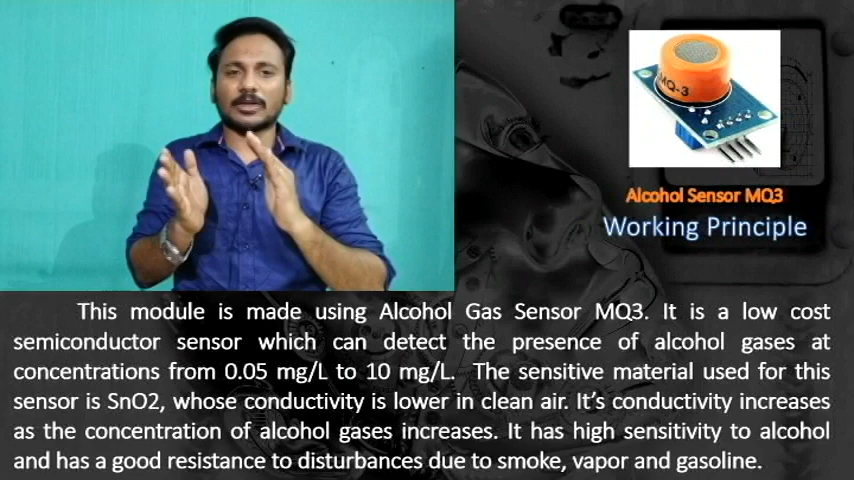 MQ-3
Alcohol Sensor MQ3
Working Principle
This module is made using Alcohol Gas Sensor MQ3. It is a low cost
semiconductor sensor which can detect the presence of alcohol gases at
concentrations from 0.05 mg/L to 10 mg/L. The sensitive material used for this
sensor is SnO2, whose conductivity is lower in clean air. It’s conductivity increases
as the concentration of alcohol gases increases. It has high sensitivity to alcohol
and has a good resistance to disturbances due to smoke, vapor and gasoline.